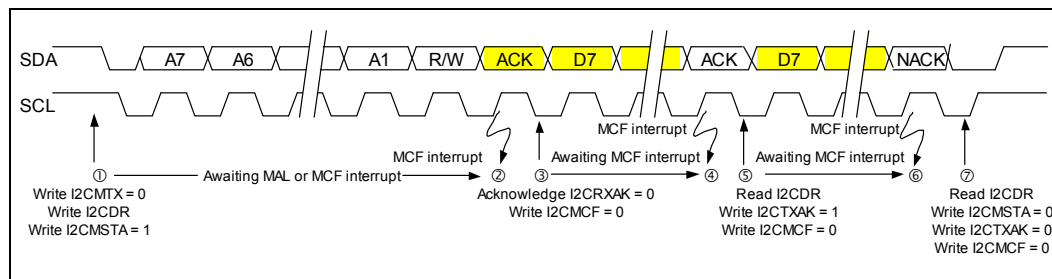 SDA A7 A6 A1 R/W ACK D7 ACK D7 NACK
SCL
MCF interrupt MCF interrupt
MCF interrupt
① Awaiting MAL or MCF interrupt ② ③ Awaiting MCF interrupt ④ ⑤ Awaiting MCF interrupt ⑥ ⑦
Write I2CMTX = 0 Acknowledge I2CRXAK = 0 Read I2CDR Read I2CDR
Write I2CDR Write I2CMCF = 0 Write I2CTXAK = 1 Write I2CMSTA = 0
Write I2CMSTA = 1 Write I2CMCF = 0 Write I2CTXAK = 0
Write I2CMCF = 0